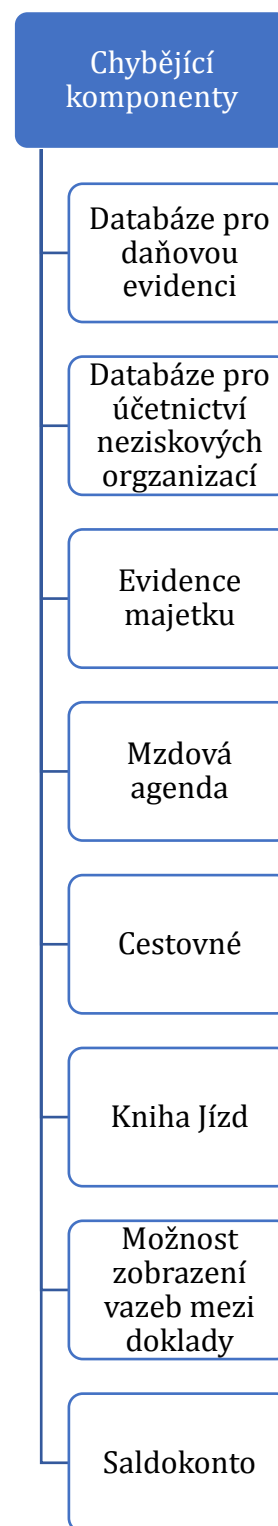 Chybějící
komponenty
Databáze pro
daňovou
evidenci
Databáze pro
účetnictví
neziskových
orgzanizací
Evidence
majetku
Mzdová
agenda
Cestovné
Kniha Jízd
Možnost
zobrazení
vazeb mezi
doklady
Saldokonto